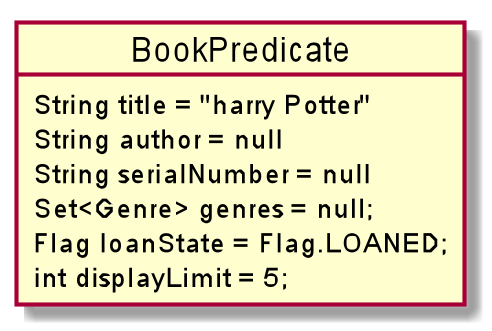 BookPredicate
String title = "harry Potter"
String author = null
String serialNumber = null
Set<Genre> genres = null;
Flag loanState = Flag.LOANED;
int displayLimit = 5;